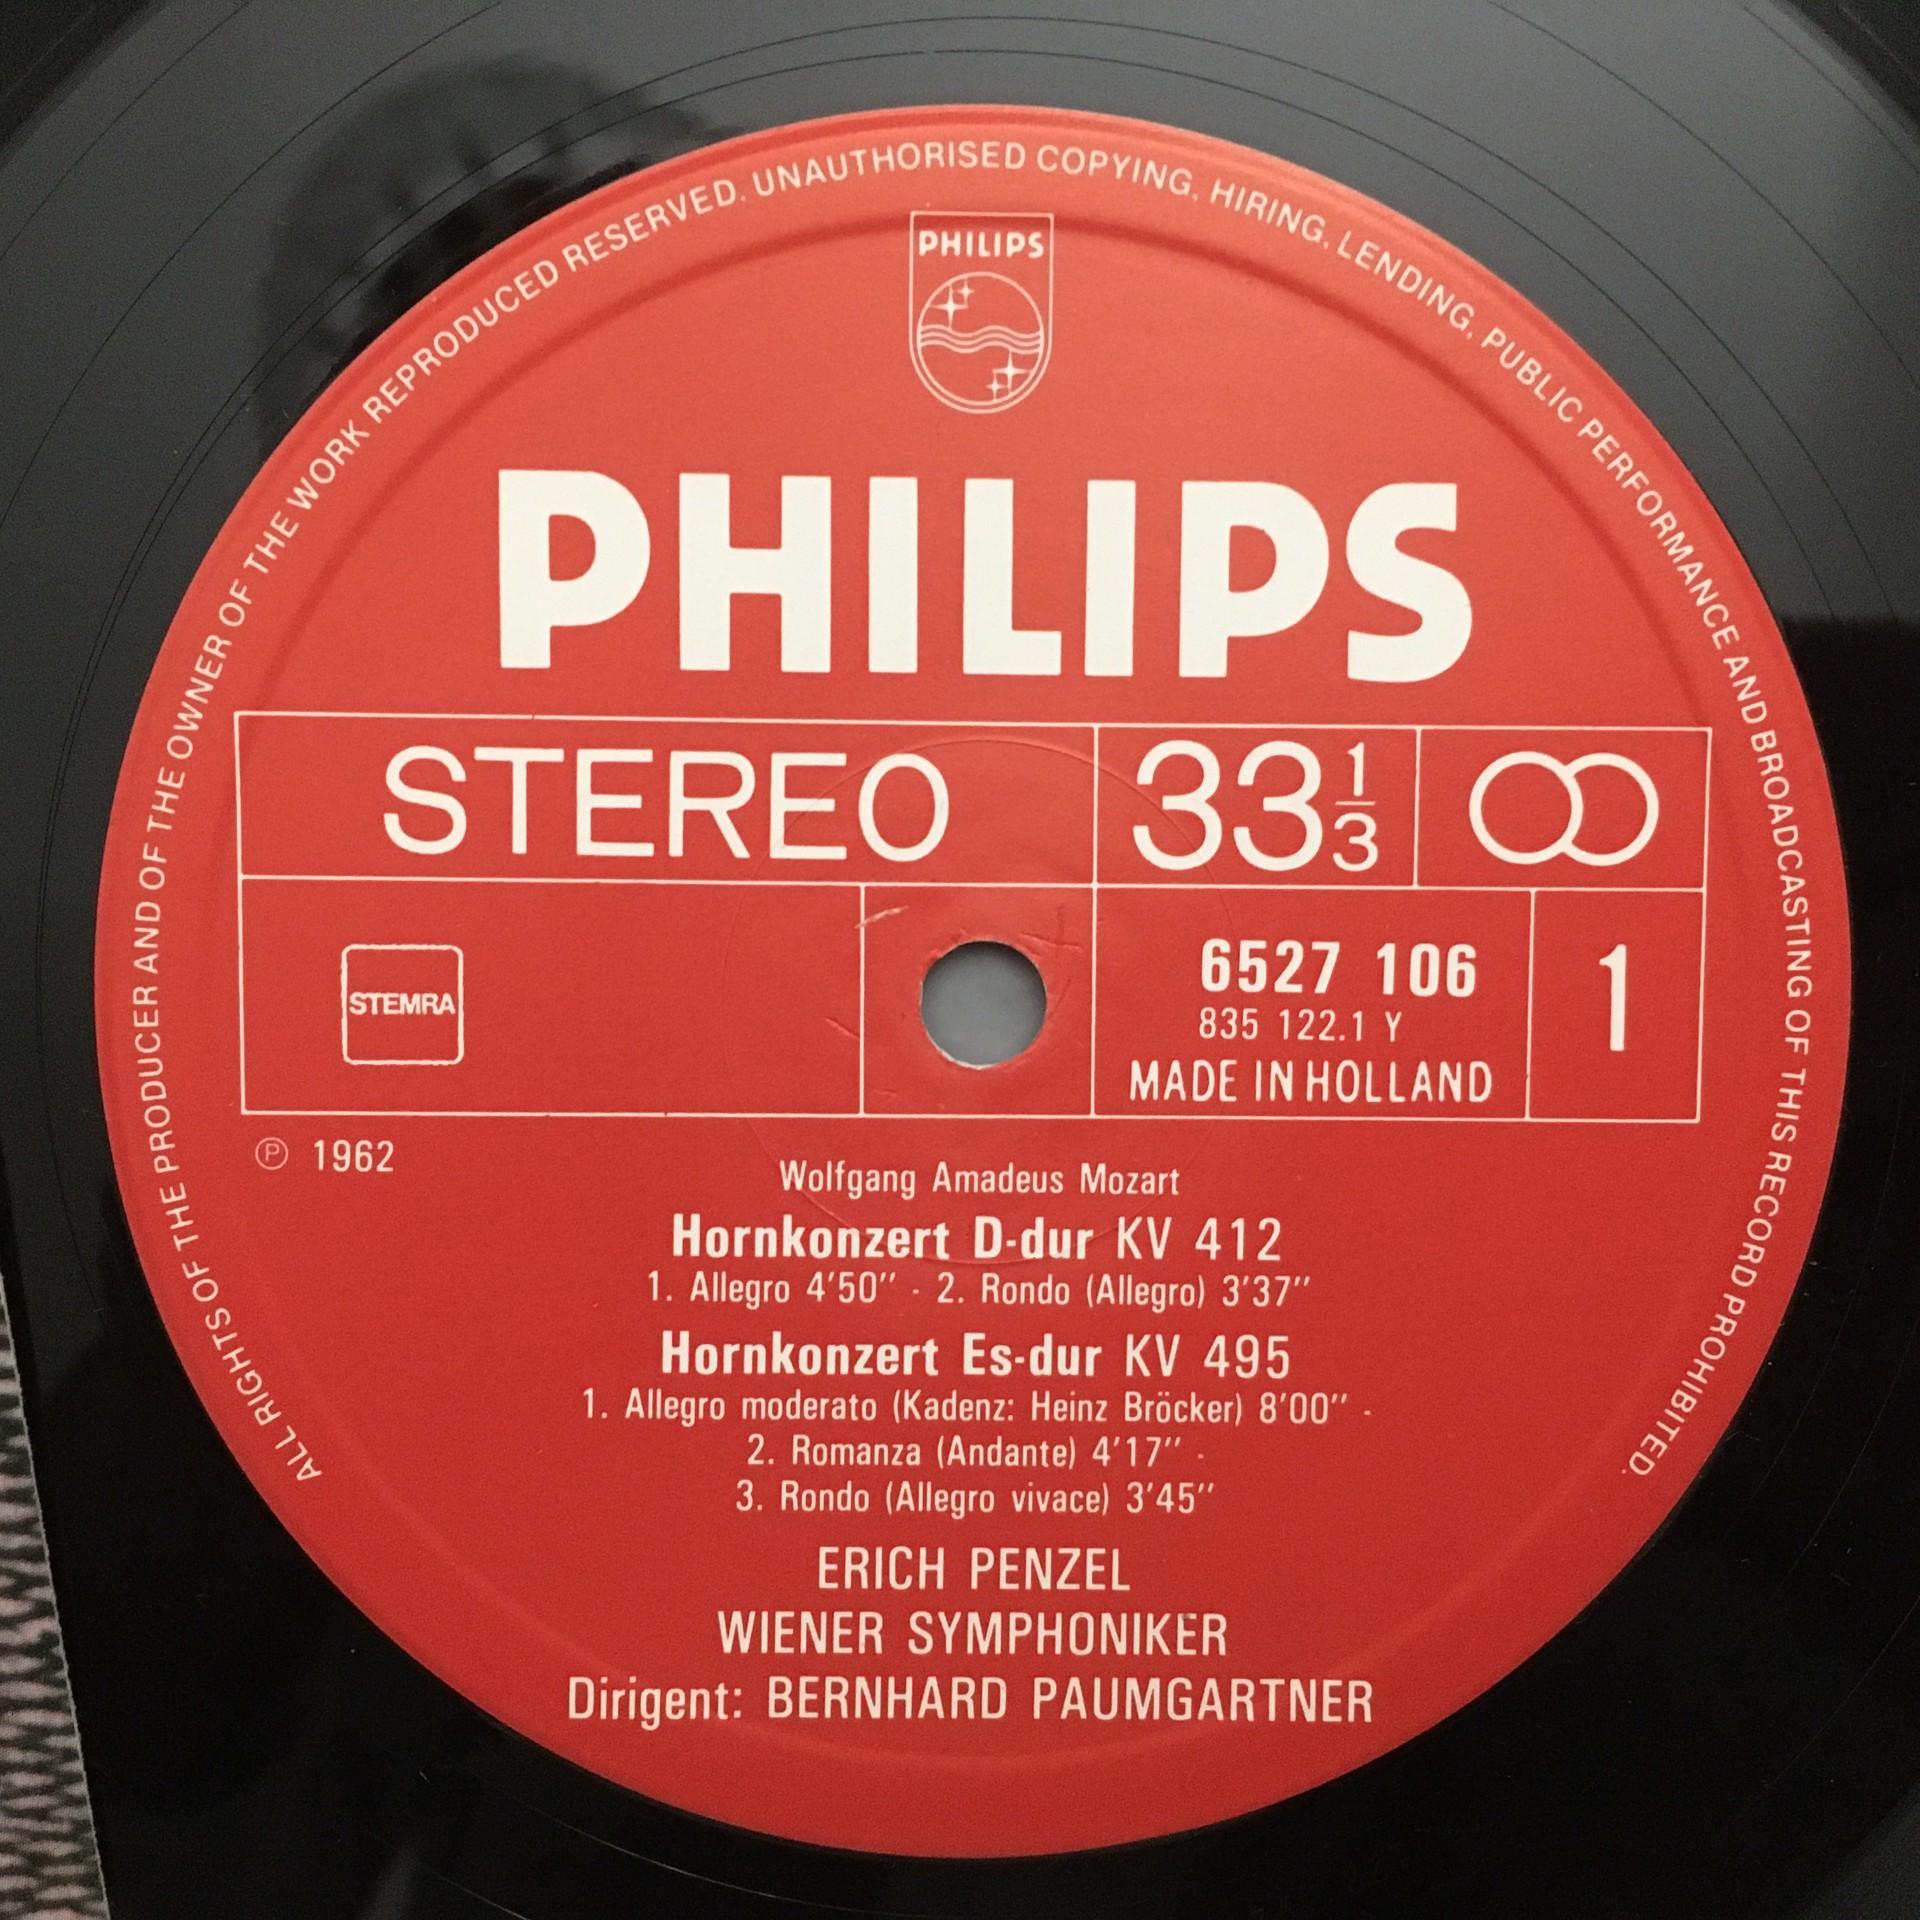 ALL RIGHTS OF THE PRODUCER AND OF THE OWNER OF THE WORK REPRODUCED RESERVED. UNAUTHORISED COPYING, HIRING, LENDING, PUBLIC PERFORMANCE AND BROADCASTING OF THIS RECORD PROHIBITED.
PHILIPS
PHILIPS
STEREO 33 1/3
STEMRA
6527 106 1
835 122.1 Y
MADE IN HOLLAND
℗ 1962
Wolfgang Amadeus Mozart
Hornkonzert D-dur KV 412
1. Allegro 4'50'' · 2. Rondo (Allegro) 3'37''
Hornkonzert Es-dur KV 495
1. Allegro moderato (Kadenz: Heinz Bröcker) 8'00'' ·
2. Romanza (Andante) 4'17'' ·
3. Rondo (Allegro vivace) 3'45''
ERICH PENZEL
WIENER SYMPHONIKER
Dirigent: BERNHARD PAUMGARTNER